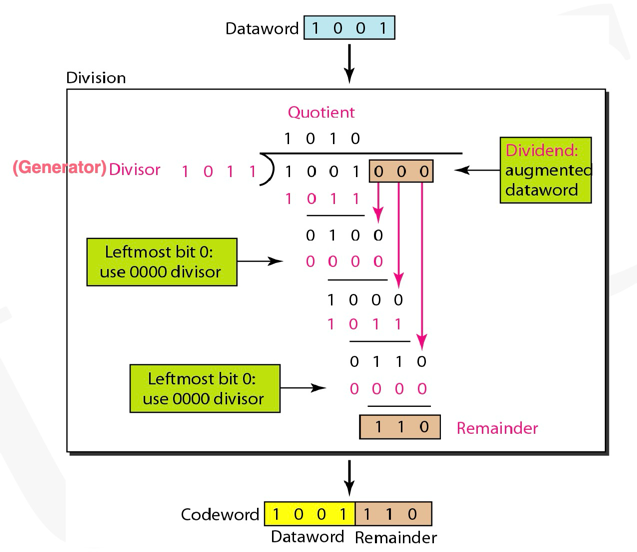 Dataword 1 0 0 1
Division
Quotient
1 0 1 0
(Generator) Divisor 1 0 1 1 1 0 0 1 0 0 0
Dividend:
augmented
dataword
1 0 1 1
0 1 0 0
Leftmost bit 0:
use 0000 divisor
0 0 0 0
1 0 0 0
1 0 1 1
0 1 1 0
Leftmost bit 0:
use 0000 divisor
0 0 0 0
1 1 0 Remainder
Codeword 1 0 0 1 1 1 0
Dataword Remainder